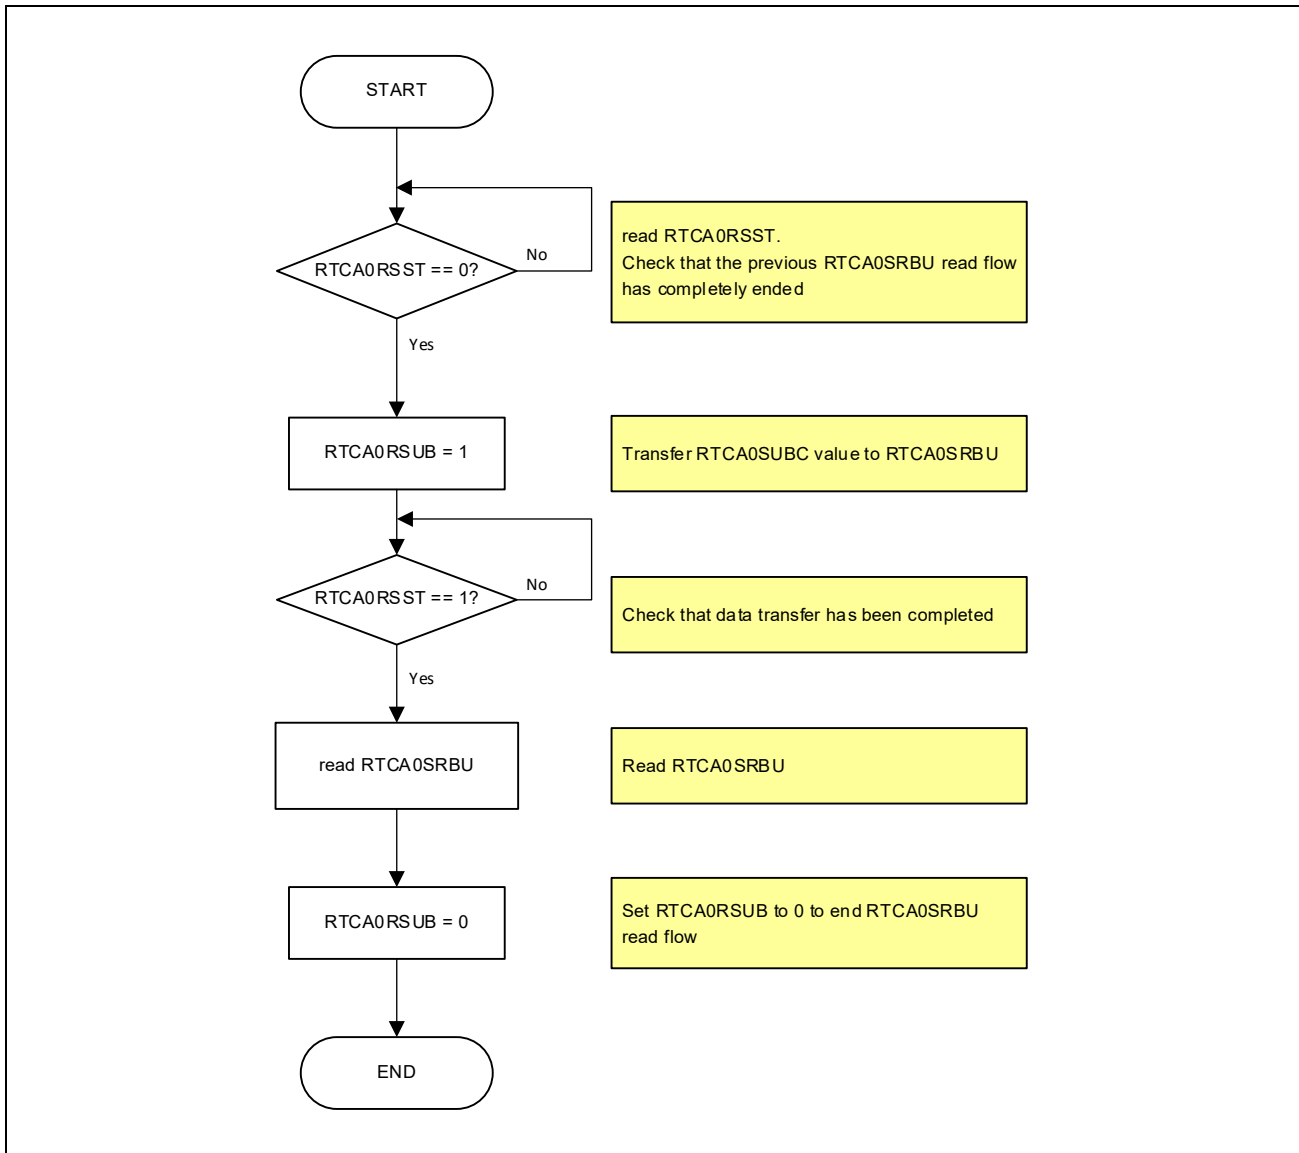 START
RTCA0RSST == 0?
No
read RTCA0RSST.
Check that the previous RTCA0SRBU read flow
has completely ended
Yes
RTCA0RSUB = 1
Transfer RTCA0SUBC value to RTCA0SRBU
RTCA0RSST == 1?
No
Check that data transfer has been completed
Yes
read RTCA0SRBU
Read RTCA0SRBU
RTCA0RSUB = 0
Set RTCA0RSUB to 0 to end RTCA0SRBU
read flow
END